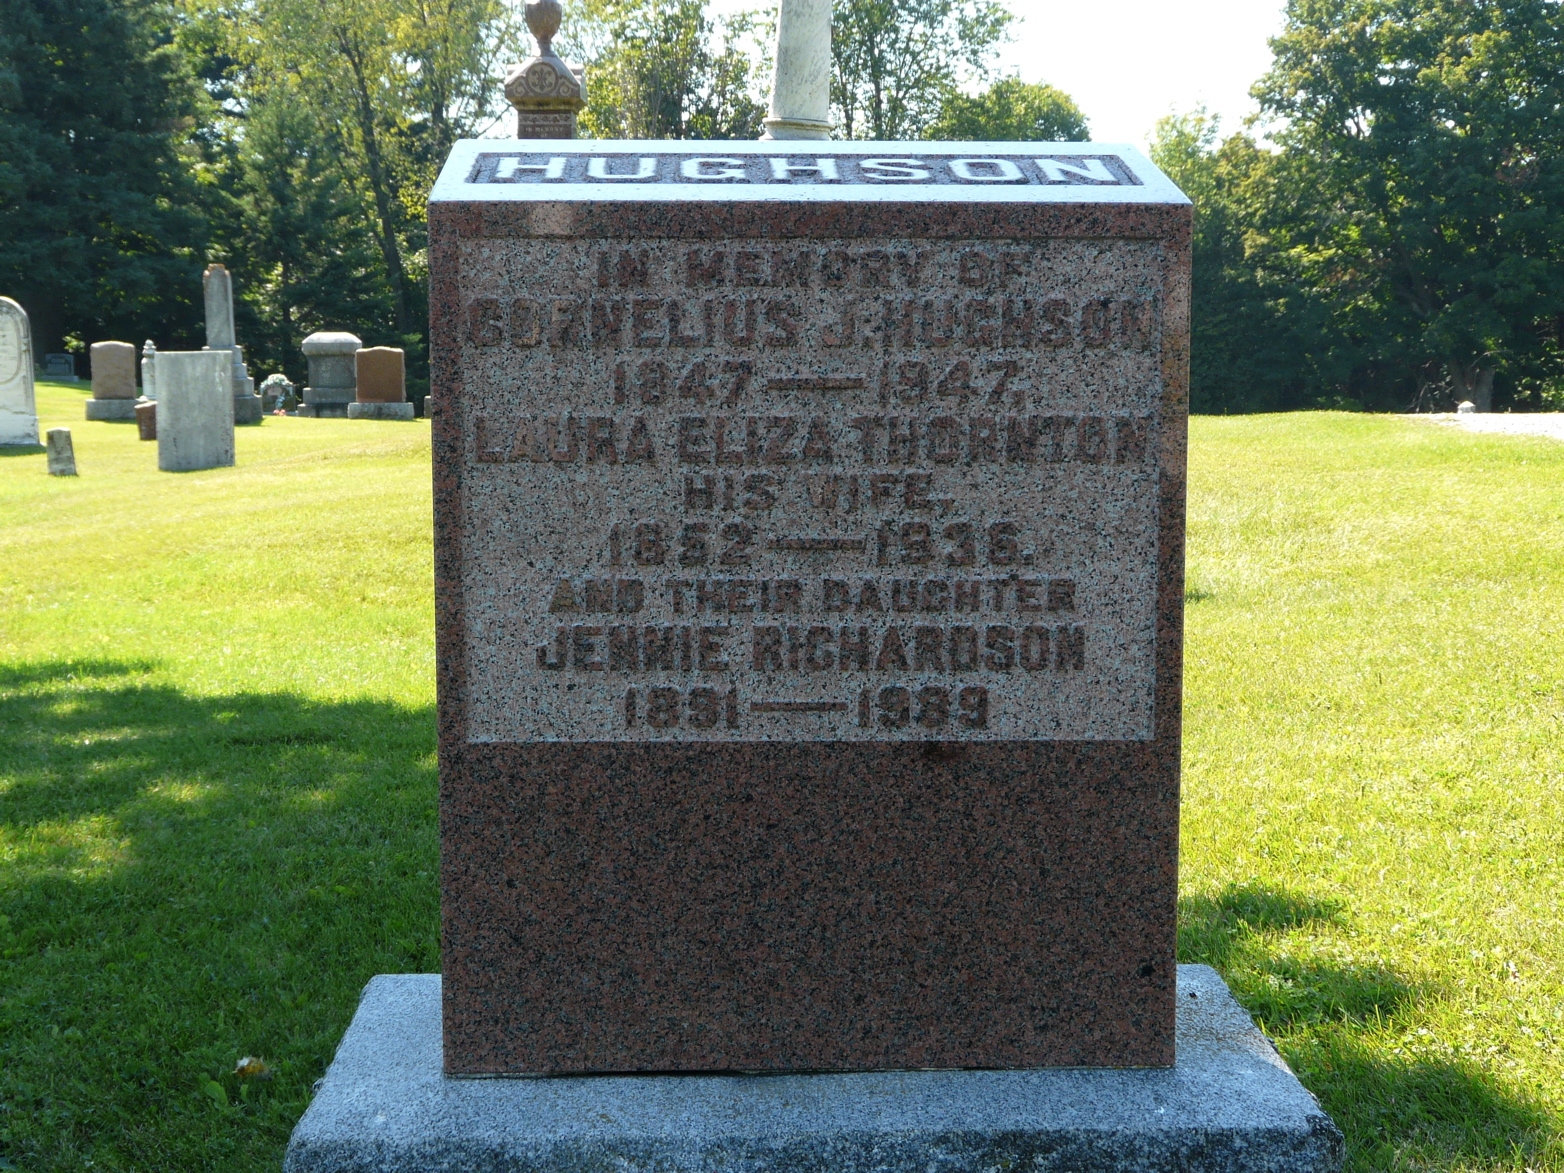 HUGHSON
IN MEMORY OF
CORNELIUS J. HUGHSON
1847 — 1947,
LAURA ELIZA THORNTON
HIS WIFE,
1852 — 1936.
AND THEIR DAUGHTER
JENNIE RICHARDSON
1891 — 1983